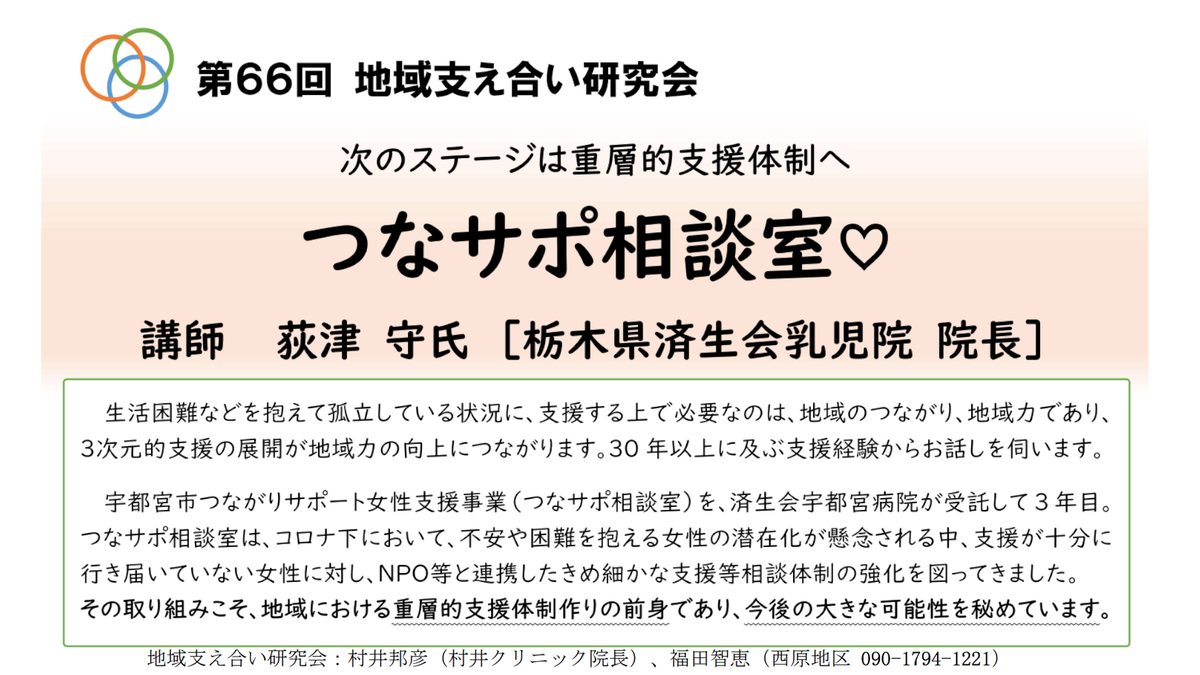 第66回 地域支え合い研究会
次のステージは重層的支援体制へ
つなサポ相談室♡
講師　荻津 守氏［栃木県済生会乳児院 院長］
生活困難などを抱えて孤立している状況に、支援する上で必要なのは、地域のつながり、地域力であり、
3次元的支援の展開が地域力の向上につながります。30 年以上に及ぶ支援経験からお話しを伺います。
宇都宮市つながりサポート女性支援事業（つなサポ相談室）を、済生会宇都宮病院が受託して３年目。
つなサポ相談室は、コロナ下において、不安や困難を抱える女性の潜在化が懸念される中、支援が十分に
行き届いていない女性に対し、NPO等と連携したきめ細かな支援等相談体制の強化を図ってきました。
その取り組みこそ、地域における重層的支援体制作りの前身であり、今後の大きな可能性を秘めています。
地域支え合い研究会：村井邦彦（村井クリニック院長）、福田智恵（西原地区 090-1794-1221）